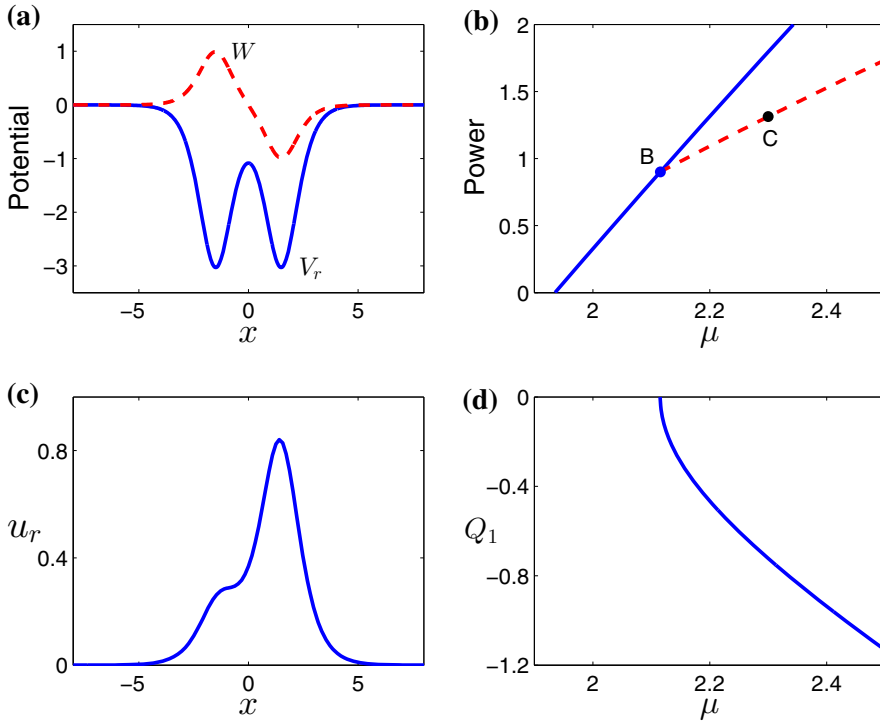 (a)
1
0
−1
−2
−3
Potential
W
V_r
−5 0 5
x
(b)
2
1.5
1
0.5
0
Power
B
C
2 2.2 2.4
μ
(c)
0.8
0.4
0
u_r
−5 0 5
x
(d)
0
−0.4
−0.8
−1.2
Q_1
2 2.2 2.4
μ